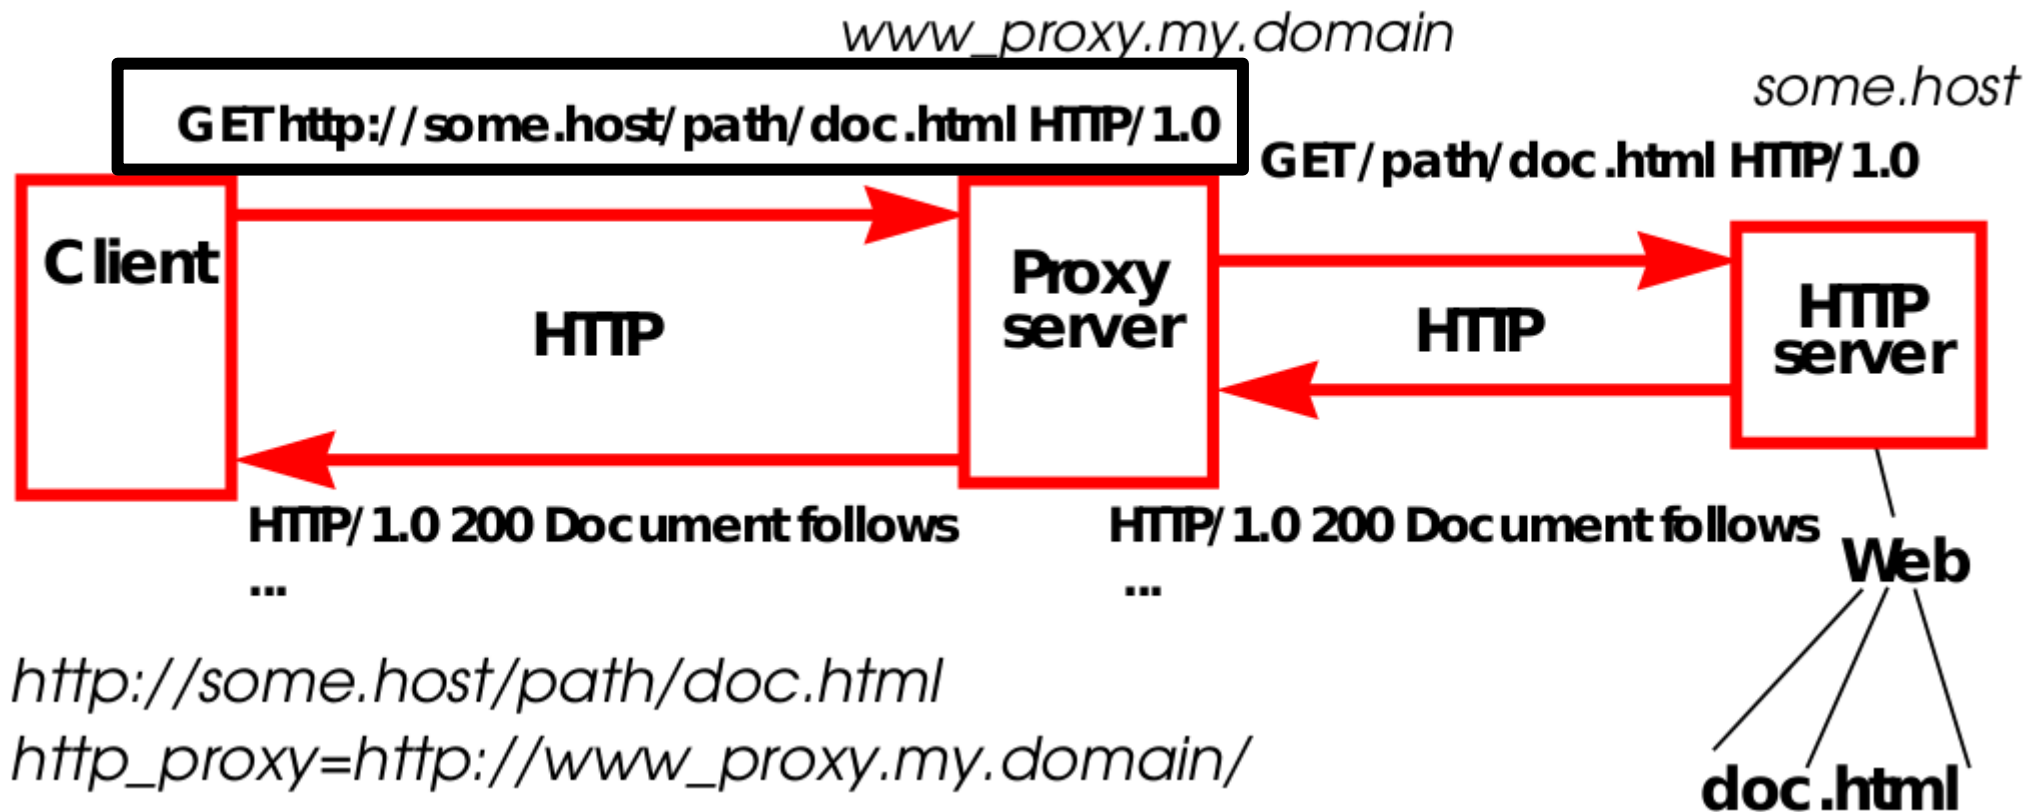 www_proxy.my.domain
some.host
GET http://some.host/path/doc.html HTTP/1.0
GET /path/doc.html HTTP/1.0
Client
Proxy
server
HTTP
HTTP
HTTP
server
HTTP/1.0 200 Document follows
...
HTTP/1.0 200 Document follows
...
Web
http://some.host/path/doc.html
http_proxy=http://www_proxy.my.domain/
doc.html